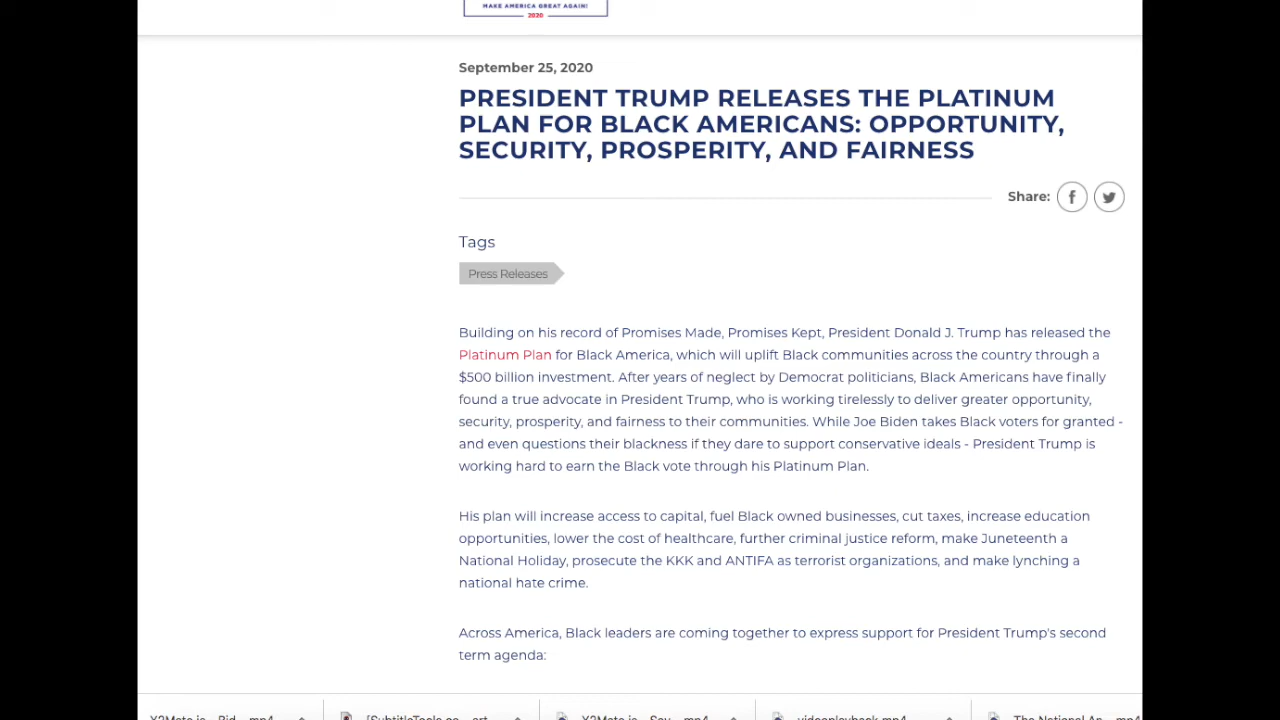 MAKE AMERICA GREAT AGAIN!
2020
September 25, 2020
PRESIDENT TRUMP RELEASES THE PLATINUM
PLAN FOR BLACK AMERICANS: OPPORTUNITY,
SECURITY, PROSPERITY, AND FAIRNESS
Share:
Tags
Press Releases
Building on his record of Promises Made, Promises Kept, President Donald J. Trump has released the
Platinum Plan for Black America, which will uplift Black communities across the country through a
$500 billion investment. After years of neglect by Democrat politicians, Black Americans have finally
found a true advocate in President Trump, who is working tirelessly to deliver greater opportunity,
security, prosperity, and fairness to their communities. While Joe Biden takes Black voters for granted -
and even questions their blackness if they dare to support conservative ideals - President Trump is
working hard to earn the Black vote through his Platinum Plan.
His plan will increase access to capital, fuel Black owned businesses, cut taxes, increase education
opportunities, lower the cost of healthcare, further criminal justice reform, make Juneteenth a
National Holiday, prosecute the KKK and ANTIFA as terrorist organizations, and make lynching a
national hate crime.
Across America, Black leaders are coming together to express support for President Trump's second
term agenda:
videoplayback.mp4